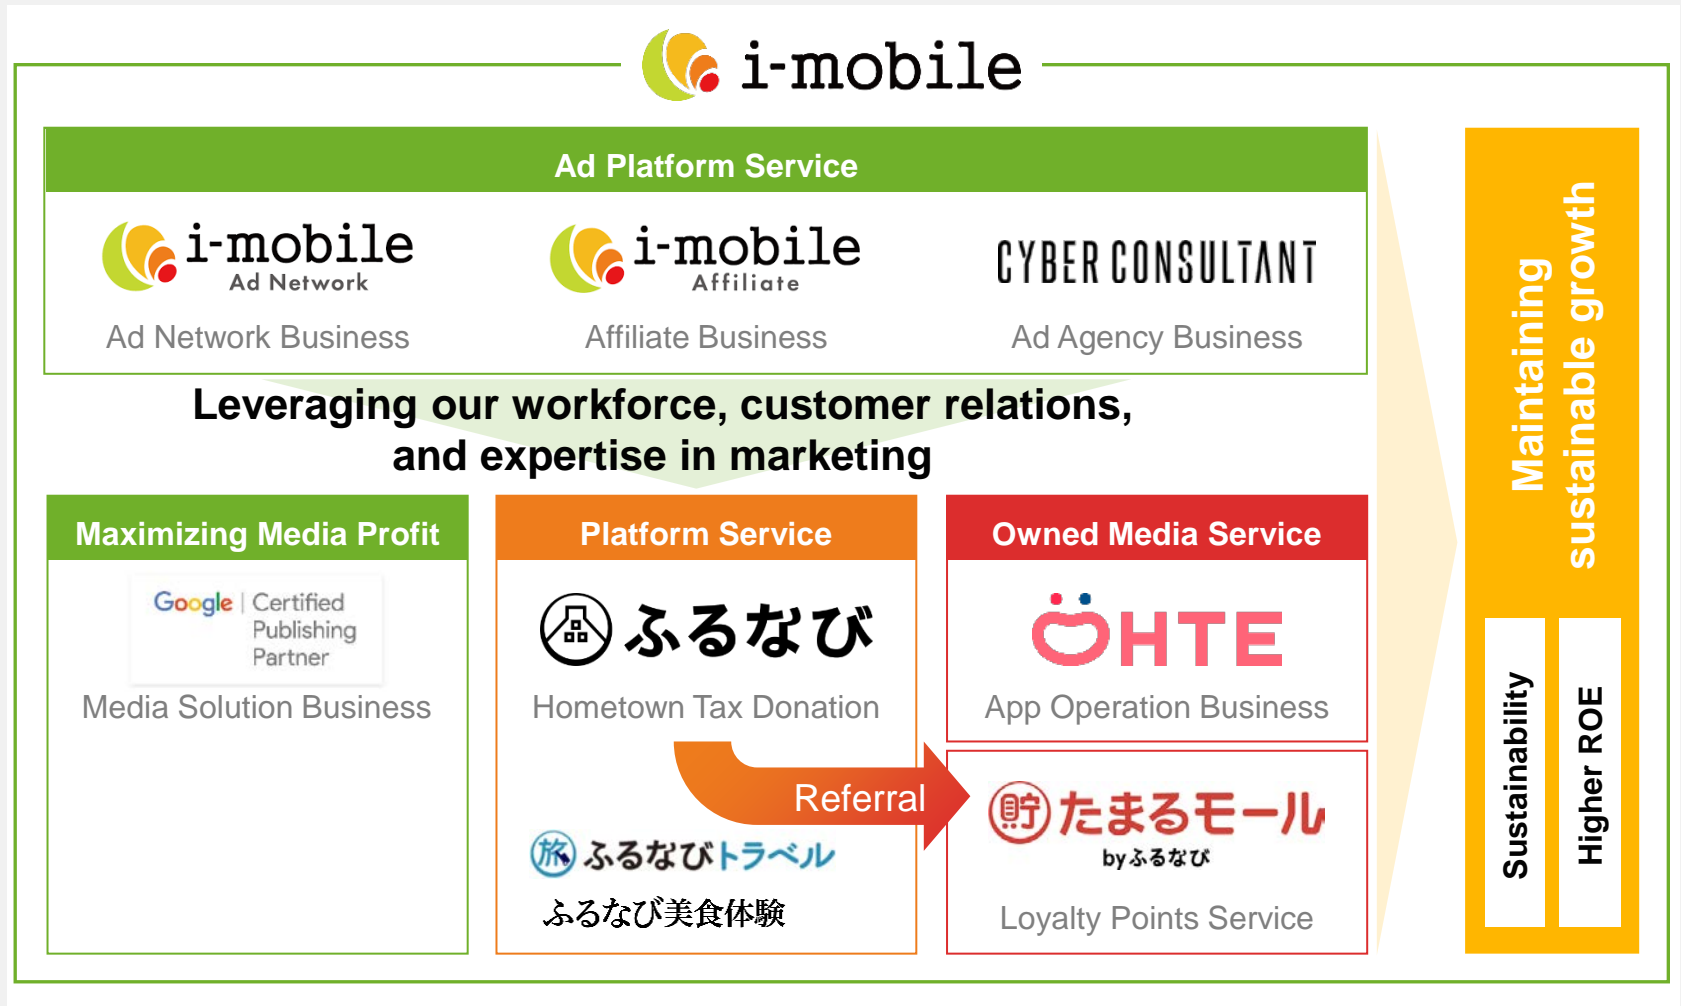 i-mobile
Ad Platform Service
i-mobile
Ad Network
Ad Network Business
i-mobile
Affiliate
Affiliate Business
CYBER CONSULTANT
Ad Agency Business
Leveraging our workforce, customer relations,
and expertise in marketing
Maximizing Media Profit
Google Certified
Publishing
Partner
Media Solution Business
Platform Service
ふるなび
Hometown Tax Donation
Referral
旅 ふるなびトラベル
ふるなび美食体験
Owned Media Service
OHTE
App Operation Business
貯 たまるモール
byふるなび
Loyalty Points Service
Maintaining
sustainable growth
Sustainability
Higher ROE